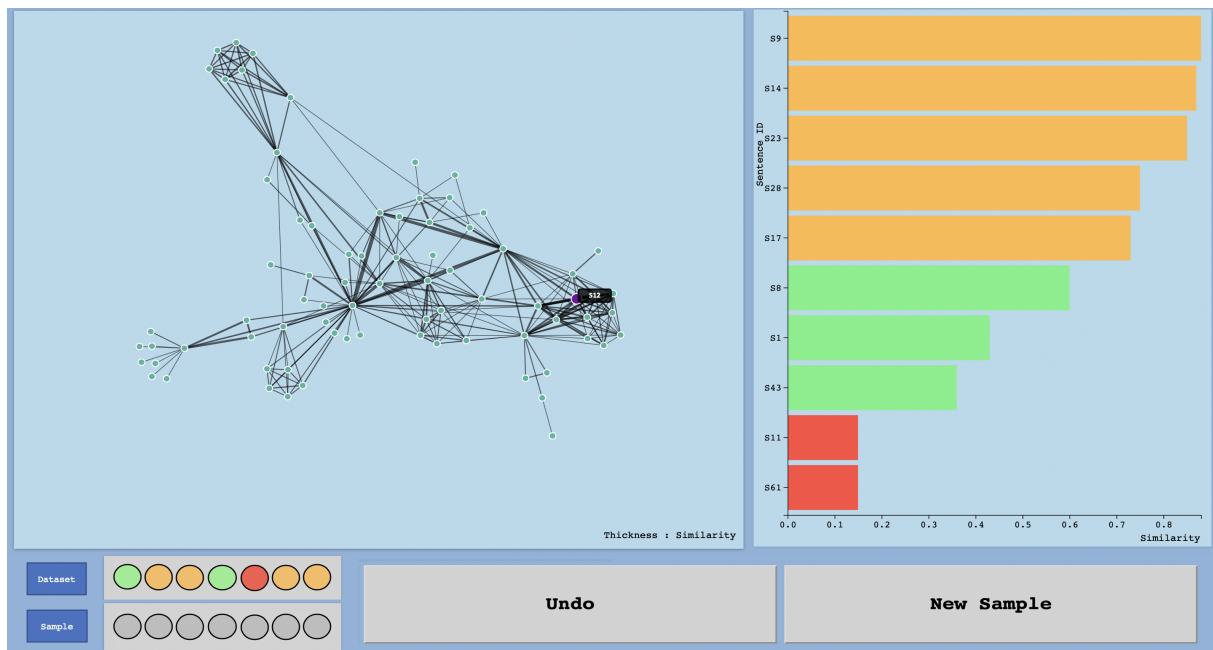 S12
Thickness : Similarity
Sentence ID
S9
S14
S23
S28
S17
S8
S1
S43
S11
S61
0.0 0.1 0.2 0.3 0.4 0.5 0.6 0.7 0.8
Similarity
Dataset
Sample
Undo
New Sample